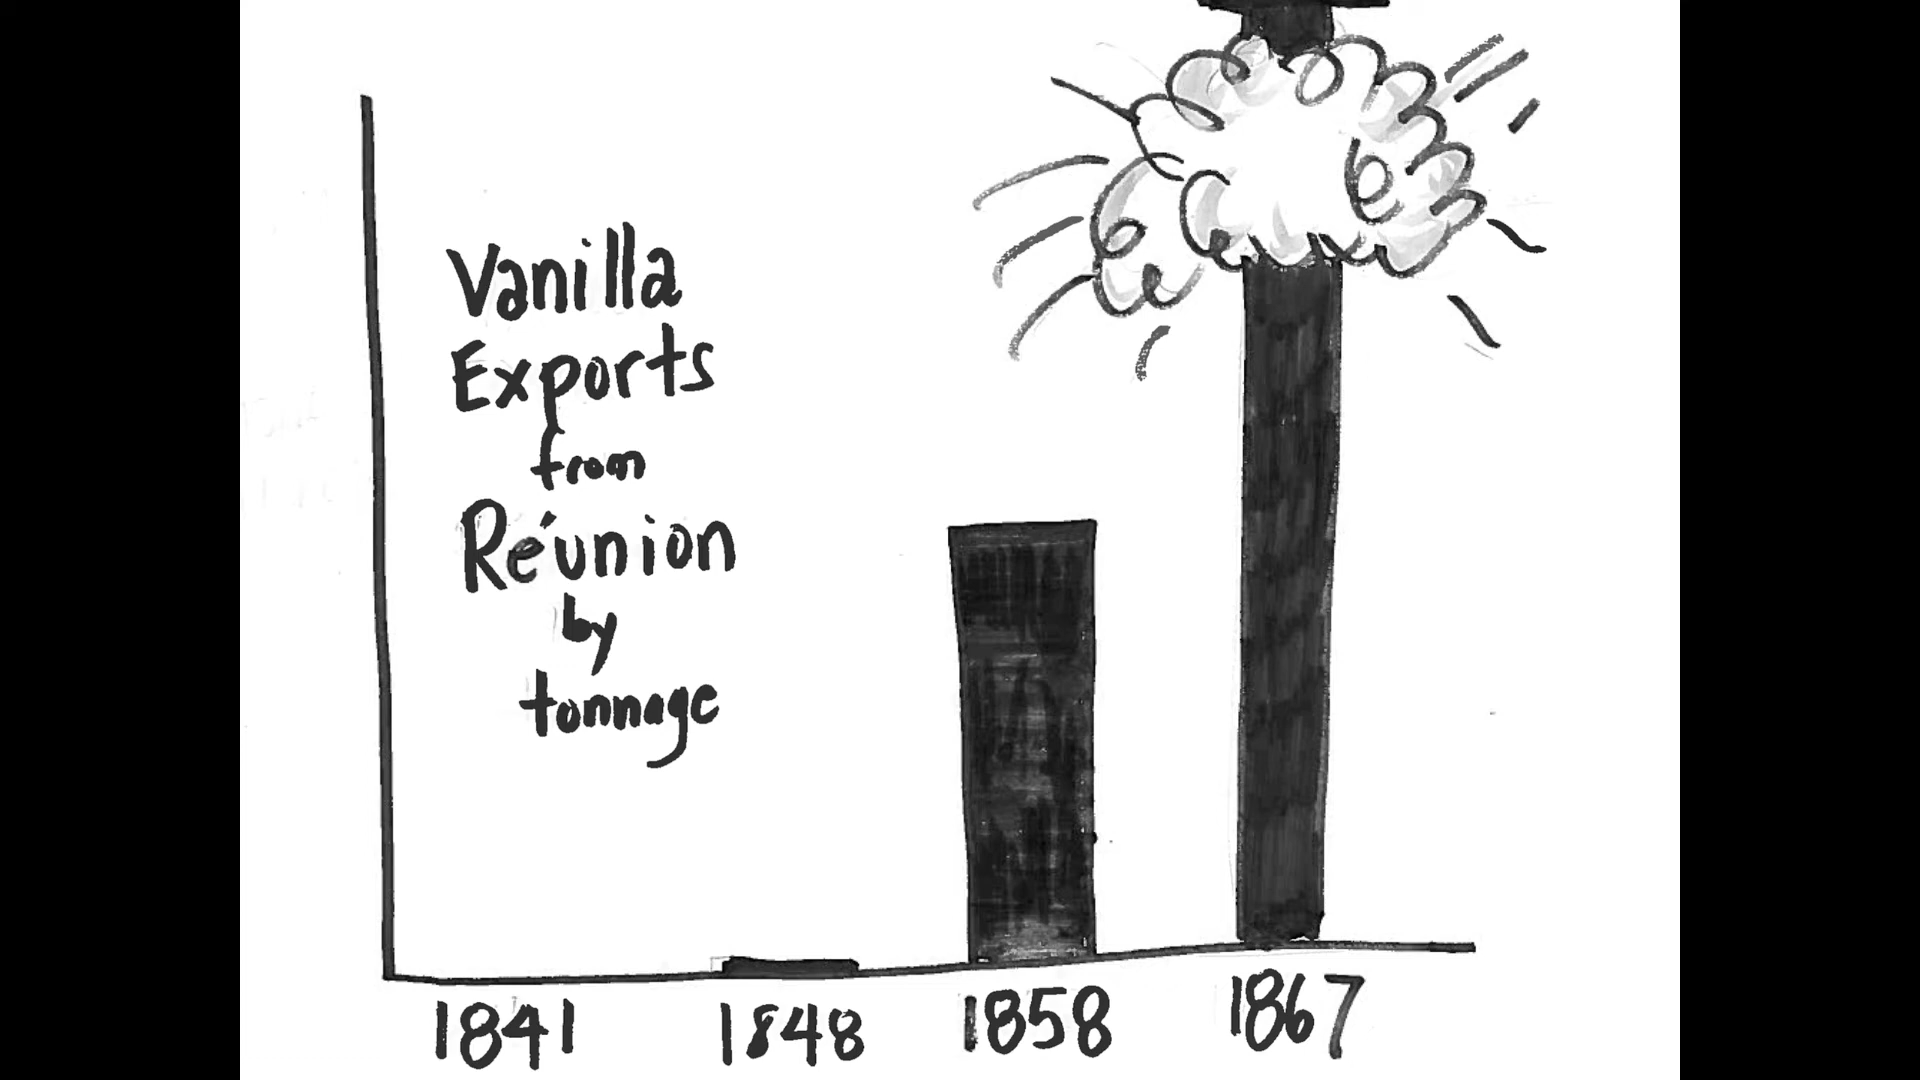 Vanilla
Exports
from
Réunion
by
tonnage
1841 1848 1858 1867